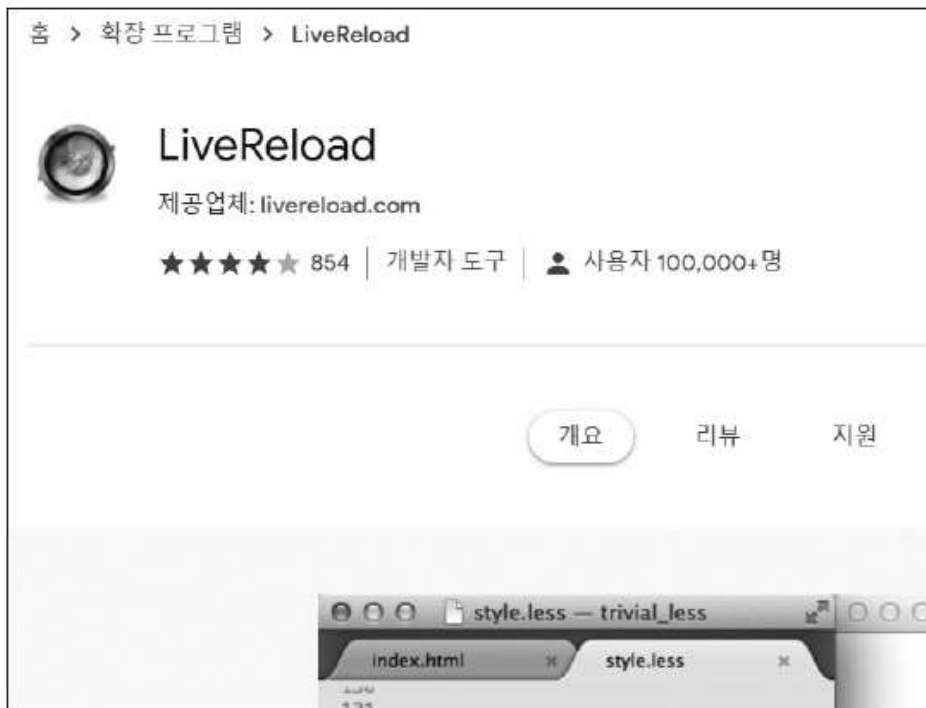 홈 > 확장 프로그램 > LiveReload
LiveReload
제공업체: livereload.com
854 | 개발자 도구 | 사용자 100,000+명
개요 리뷰 지원
style.less — trivial_less
index.html × style.less ×
131